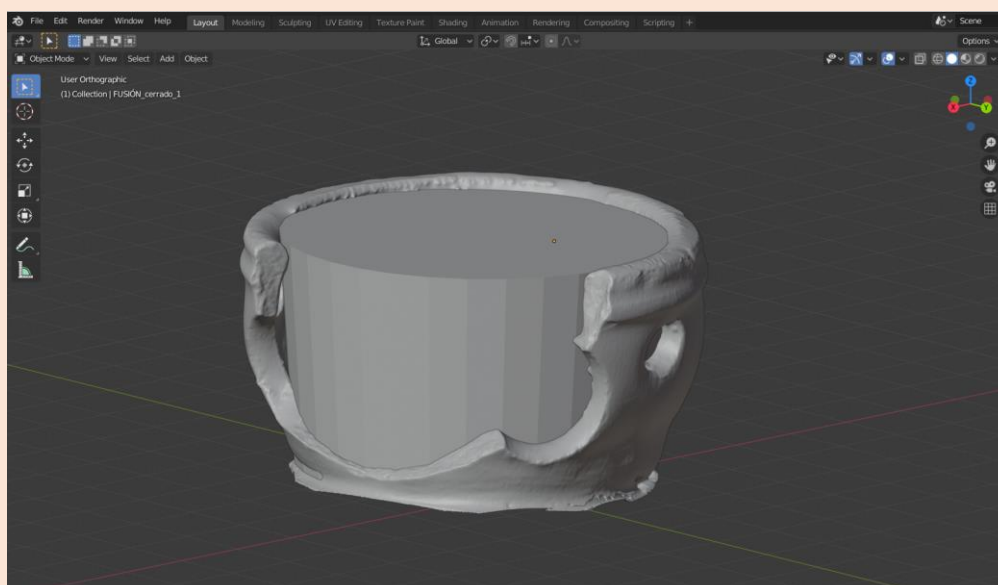 File Edit Render Window Help Layout Modeling Sculpting UV Editing Texture Paint Shading Animation Rendering Compositing Scripting + Scene
Global Options
Object Mode View Select Add Object
User Orthographic
(1) Collection | FUSIÓN_cerrado_1
Z
X
Y